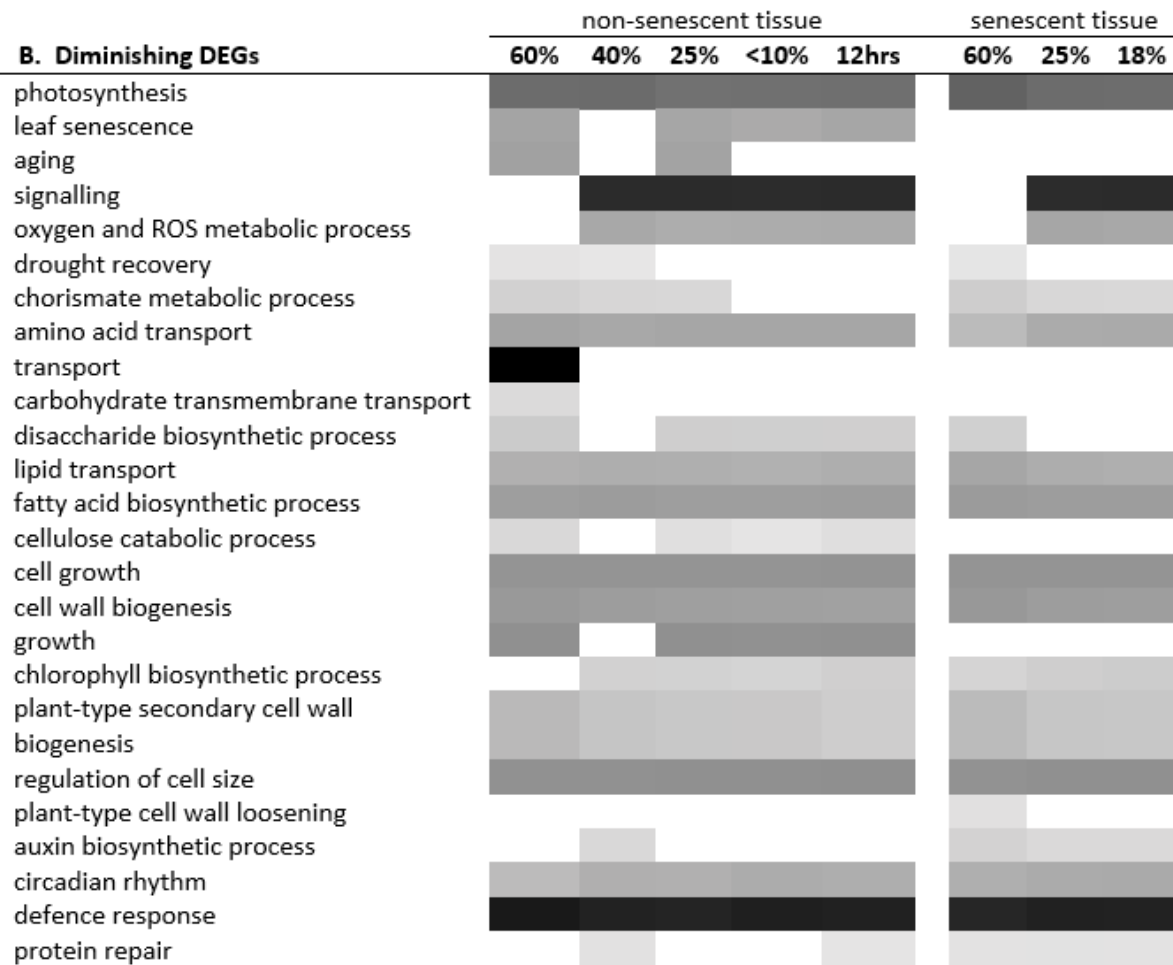 non-senescent tissue senescent tissue
B. Diminishing DEGs 60% 40% 25% <10% 12hrs 60% 25% 18%
photosynthesis
leaf senescence
aging
signalling
oxygen and ROS metabolic process
drought recovery
chorismate metabolic process
amino acid transport
transport
carbohydrate transmembrane transport
disaccharide biosynthetic process
lipid transport
fatty acid biosynthetic process
cellulose catabolic process
cell growth
cell wall biogenesis
growth
chlorophyll biosynthetic process
plant-type secondary cell wall
biogenesis
regulation of cell size
plant-type cell wall loosening
auxin biosynthetic process
circadian rhythm
defence response
protein repair